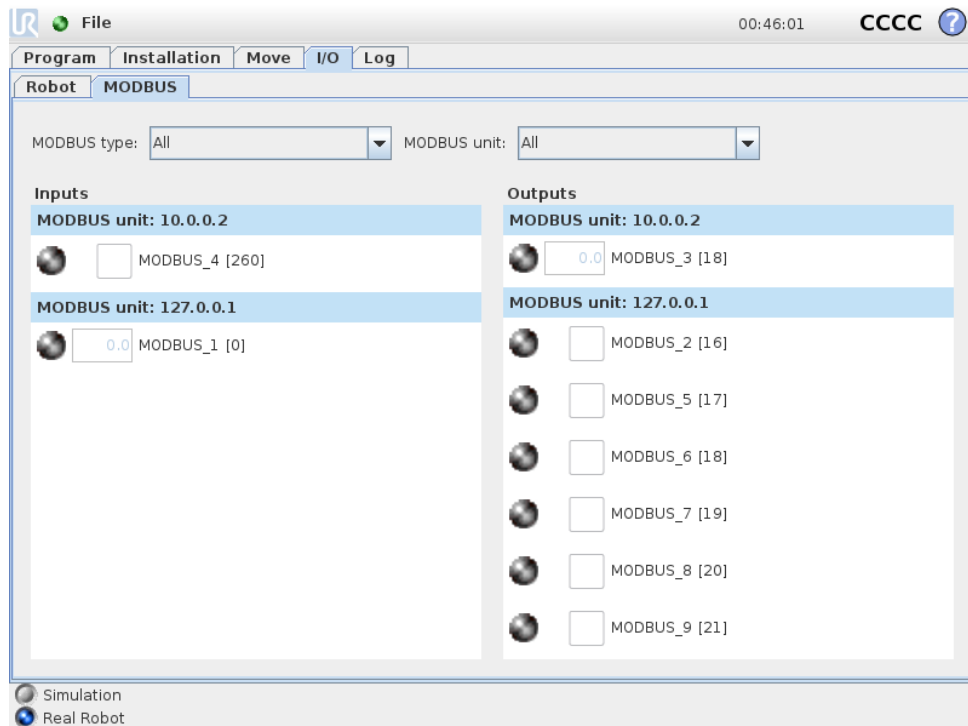 UR File 00:46:01 CCCC ?
Program Installation Move I/O Log
Robot MODBUS
MODBUS type: All MODBUS unit: All
Inputs
MODBUS unit: 10.0.0.2
MODBUS_4 [260]
MODBUS unit: 127.0.0.1
0.0 MODBUS_1 [0]
Outputs
MODBUS unit: 10.0.0.2
0.0 MODBUS_3 [18]
MODBUS unit: 127.0.0.1
MODBUS_2 [16]
MODBUS_5 [17]
MODBUS_6 [18]
MODBUS_7 [19]
MODBUS_8 [20]
MODBUS_9 [21]
Simulation
Real Robot